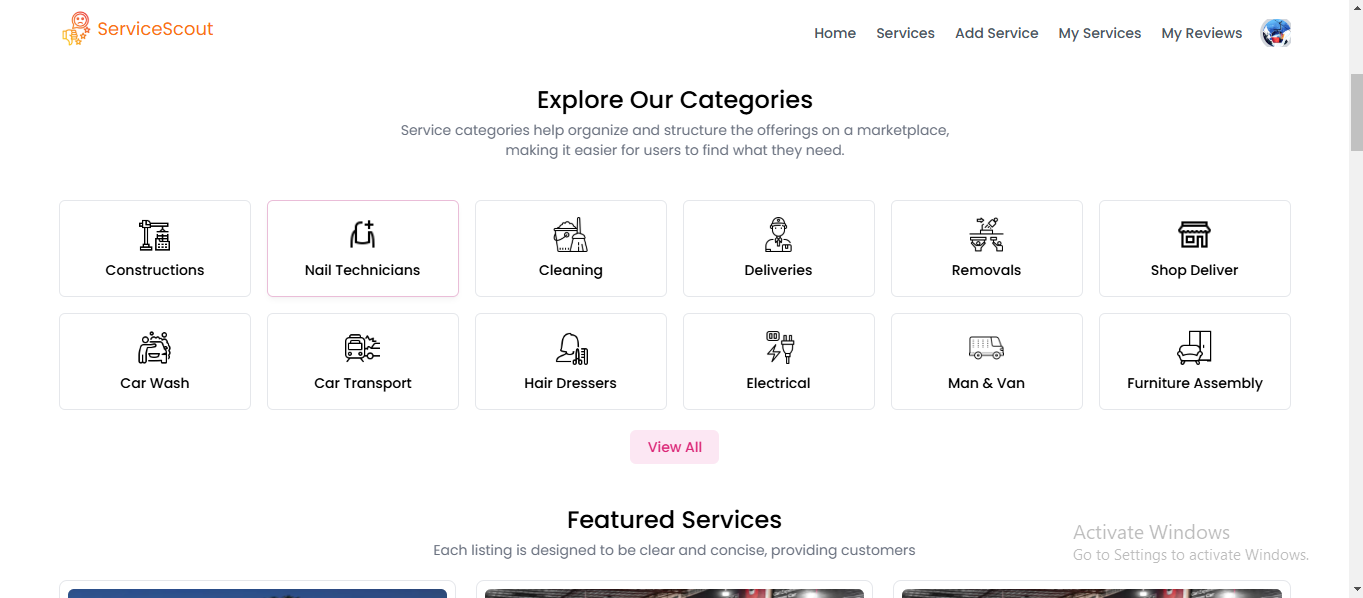 ServiceScout
Home Services Add Service My Services My Reviews
Explore Our Categories
Service categories help organize and structure the offerings on a marketplace,
making it easier for users to find what they need.
Constructions Nail Technicians Cleaning Deliveries Removals Shop Deliver
Car Wash Car Transport Hair Dressers Electrical Man & Van Furniture Assembly
View All
Featured Services
Each listing is designed to be clear and concise, providing customers
Activate Windows
Go to Settings to activate Windows.